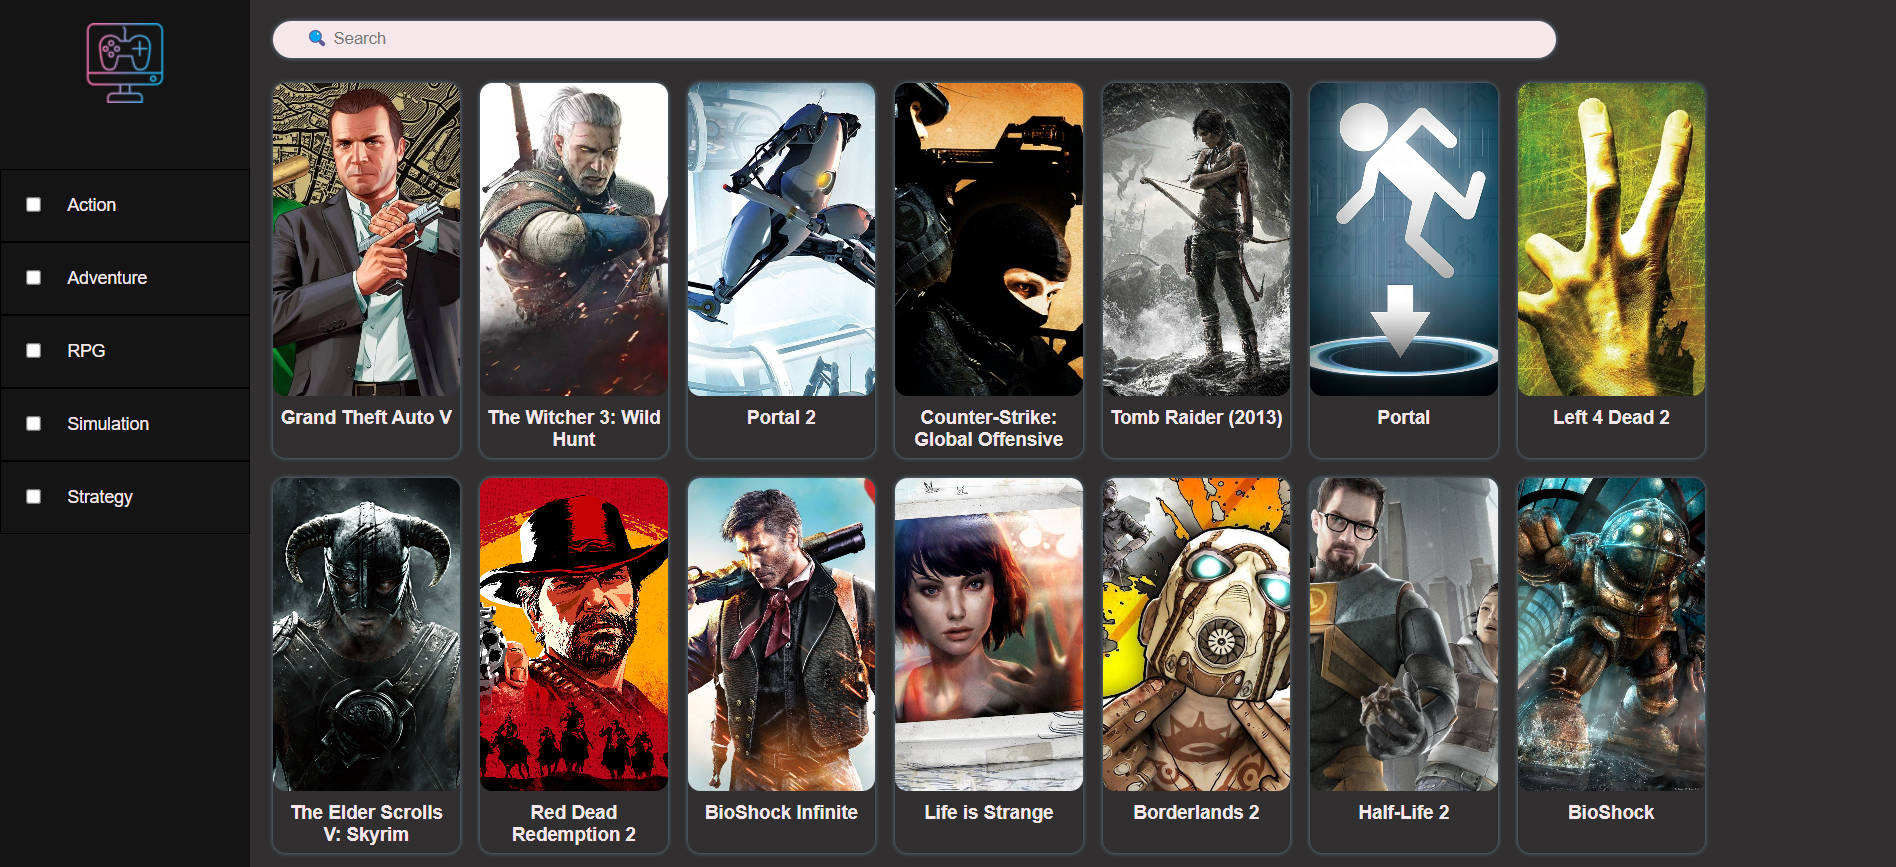 Search
Action
Adventure
RPG
Simulation
Strategy
Grand Theft Auto V
The Witcher 3: Wild
Hunt
Portal 2
Counter-Strike:
Global Offensive
Tomb Raider (2013)
Portal
Left 4 Dead 2
The Elder Scrolls
V: Skyrim
Red Dead
Redemption 2
BioShock Infinite
Life is Strange
Borderlands 2
Half-Life 2
BioShock